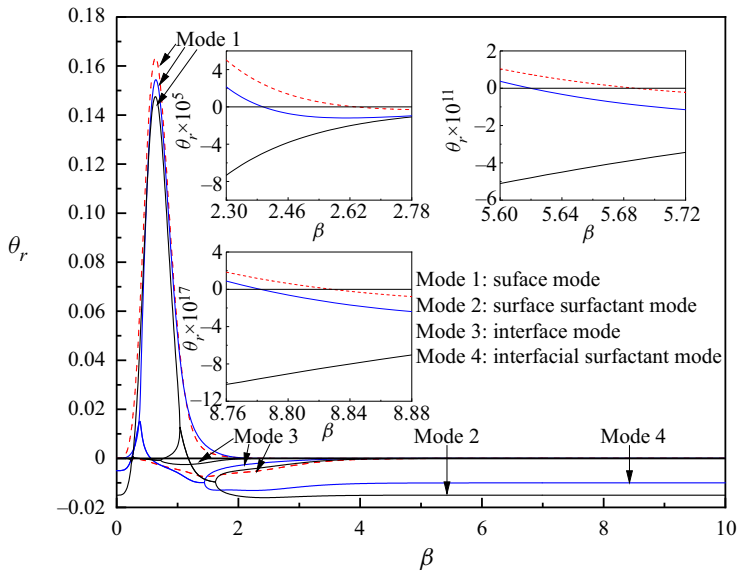 0.18
0.16
0.14
0.12
0.10
0.08
0.06
0.04
0.02
0
−0.02
θr
0
2
4
6
8
10
β
Mode 1
6
4
0
−4
−8
−10
θr×10⁵
2.30
2.46
2.62
2.78
β
2
0
−2
−4
−6
θr×10¹¹
5.60
5.64
5.68
5.72
β
4
0
−4
−8
−12
θr×10¹⁷
8.76
8.80
8.84
8.88
β
Mode 1: suface mode
Mode 2: surface surfactant mode
Mode 3: interface mode
Mode 4: interfacial surfactant mode
Mode 3
Mode 2
Mode 4